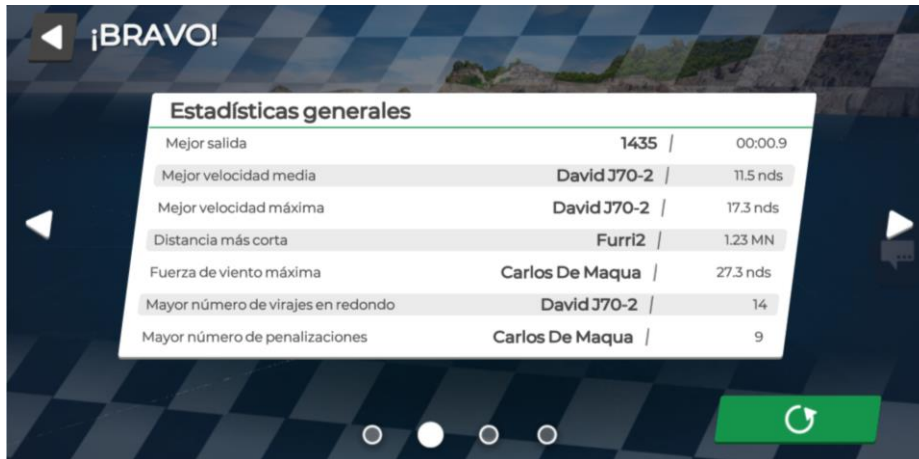 ¡BRAVO!
Estadísticas generales
Mejor salida 1435 | 00:00.9
Mejor velocidad media David J70-2 | 11.5 nds
Mejor velocidad máxima David J70-2 | 17.3 nds
Distancia más corta Furri2 | 1.23 MN
Fuerza de viento máxima Carlos De Maqua | 27.3 nds
Mayor número de virajes en redondo David J70-2 | 14
Mayor número de penalizaciones Carlos De Maqua | 9